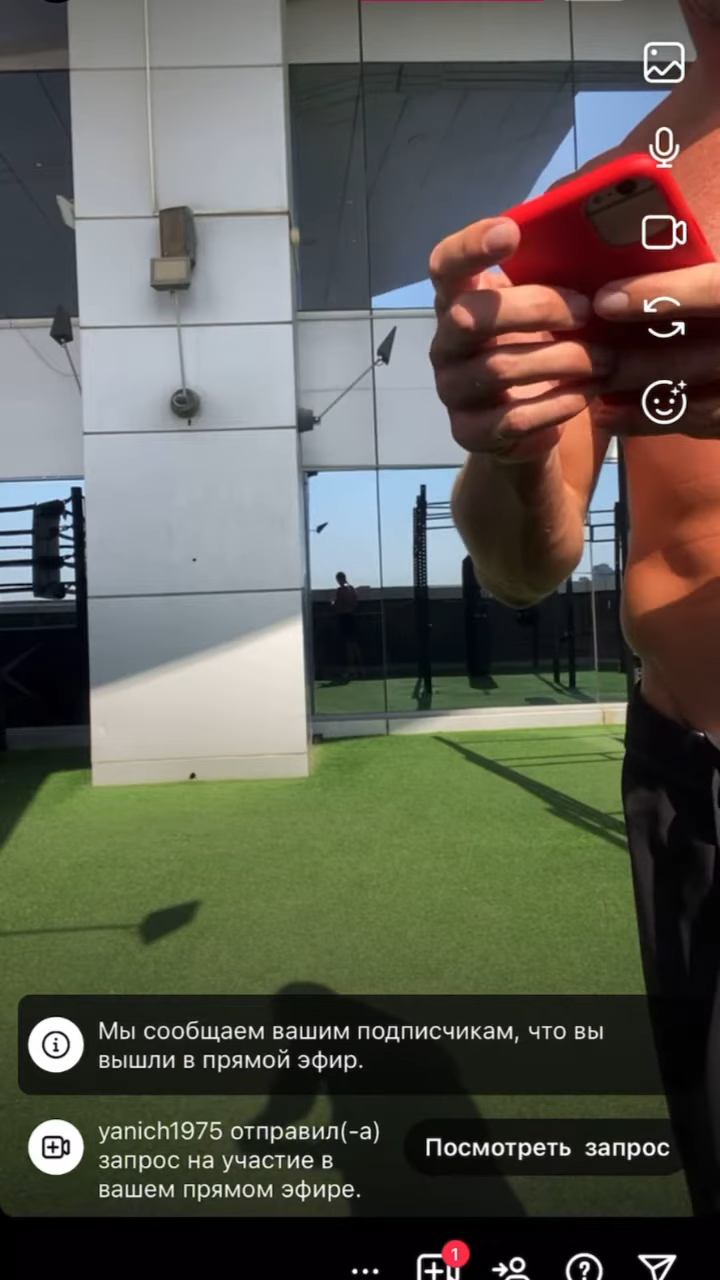 Мы сообщаем вашим подписчикам, что вы
вышли в прямой эфир.
yanich1975 отправил(-а)
запрос на участие в
вашем прямом эфире.
Посмотреть запрос
1